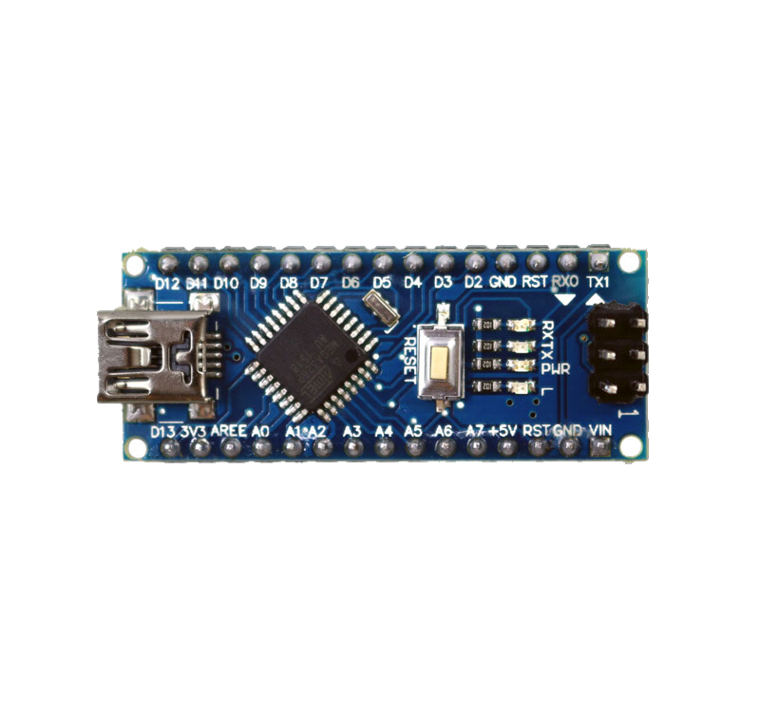 D12 D11 D10 D9 D8 D7 D6 D5 D4 D3 D2 GND RST RX0 TX1
RESET
RX
TX
PWR
L
1
D13 3V3 AREE A0 A1 A2 A3 A4 A5 A6 A7 +5V RST GND VIN